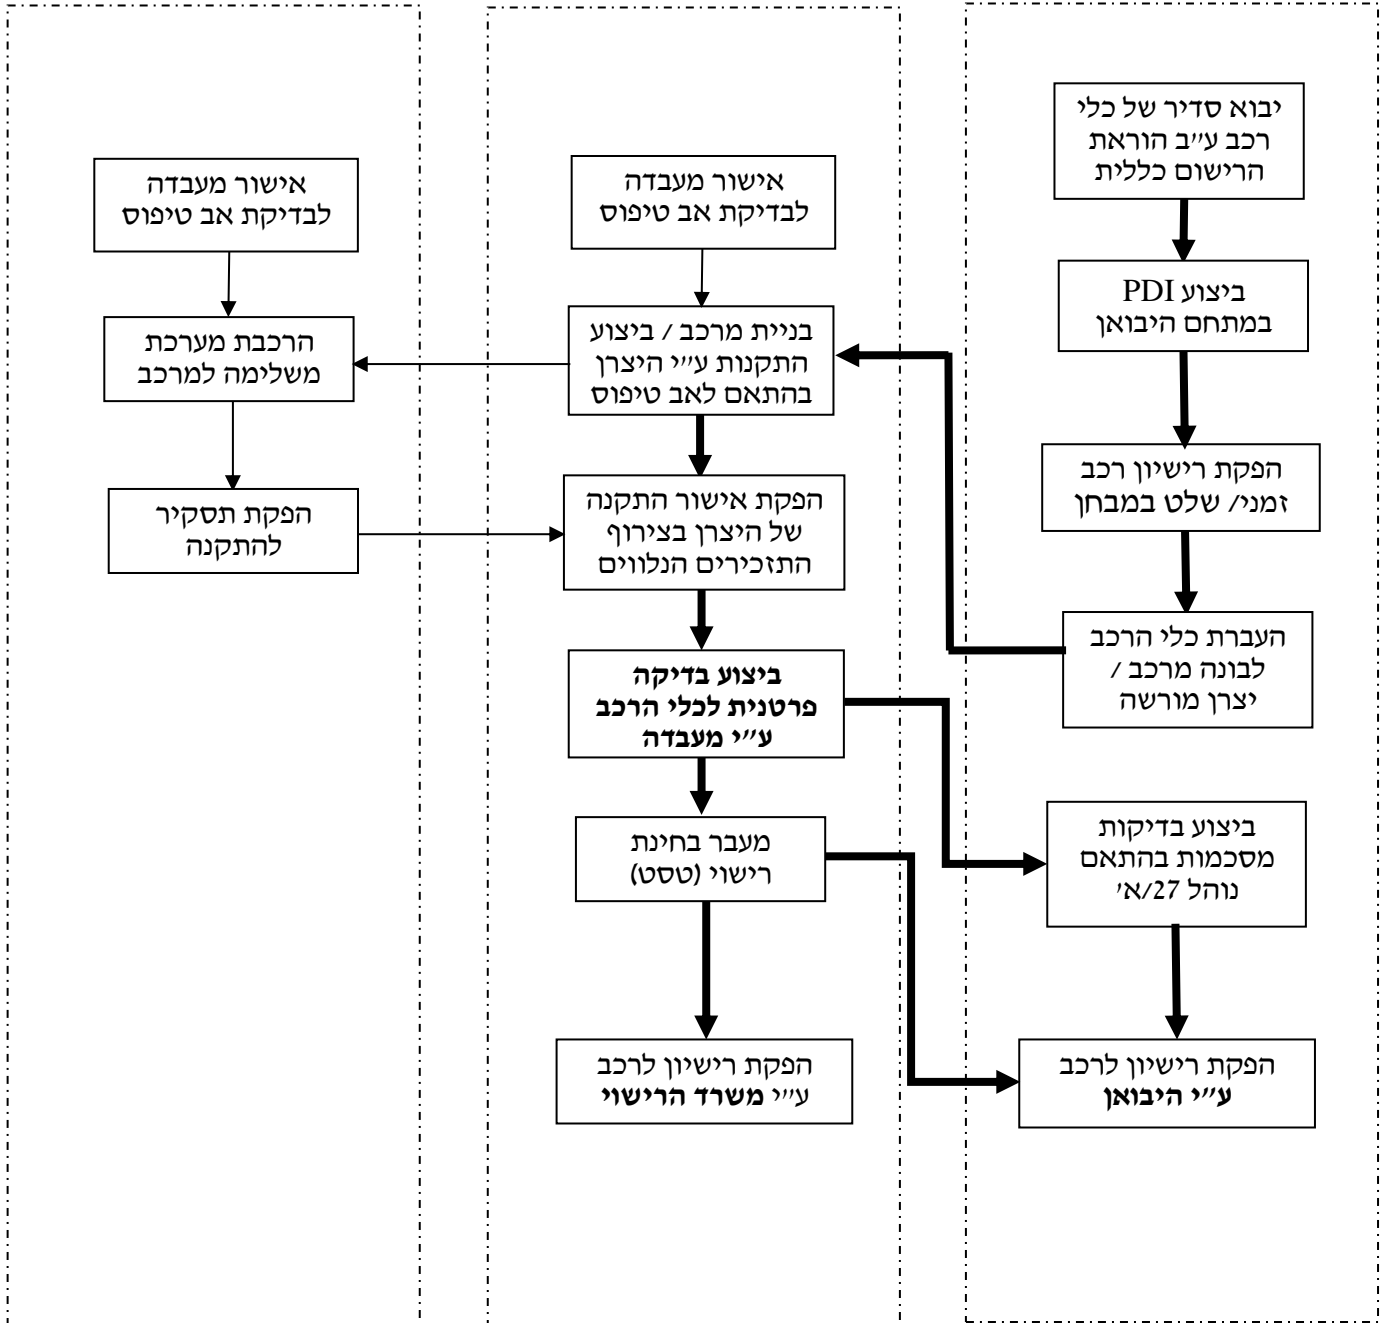 יבוא סדיר של כלי
רכב ע״ב הוראת
הרישום כללית
ביצוע PDI
במתחם היבואן
הפקת רישיון רכב
זמני/ שלט במבחן
העברת כלי הרכב
לבונה מרכב /
יצרן מורשה
ביצוע בדיקות
מסכמות בהתאם
נוהל 27/א׳
הפקת רישיון לרכב
ע״י היבואן
אישור מעבדה
לבדיקת אב טיפוס
בניית מרכב / ביצוע
התקנות ע״י היצרן
בהתאם לאב טיפוס
הפקת אישור התקנה
של היצרן בצירוף
התזכירים הנלווים
ביצוע בדיקה
פרטנית לכלי הרכב
ע״י מעבדה
מעבר בחינת
רישוי (טסט)
הפקת רישיון לרכב
ע״י משרד הרישוי
אישור מעבדה
לבדיקת אב טיפוס
הרכבת מערכת
משלימה למרכב
הפקת תסקיר
להתקנה